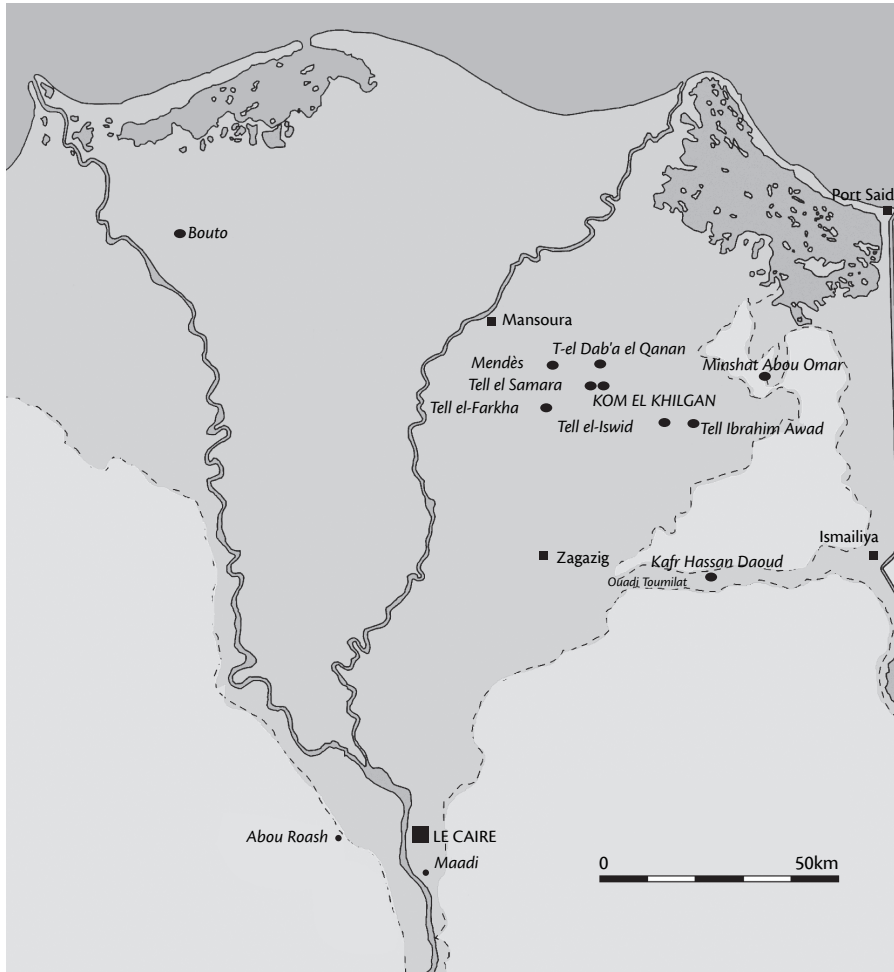 Port Said
Bouto
Mansoura
T-el Dab'a el Qanan
Mendès
Minshat Abou Omar
Tell el Samara
KOM EL KHILGAN
Tell el-Farkha
Tell el-Iswid
Tell Ibrahim Awad
Ismailiya
Zagazig
Kafr Hassan Daoud
Ouadi Toumilat
Abou Roash
LE CAIRE
Maadi
0 50km